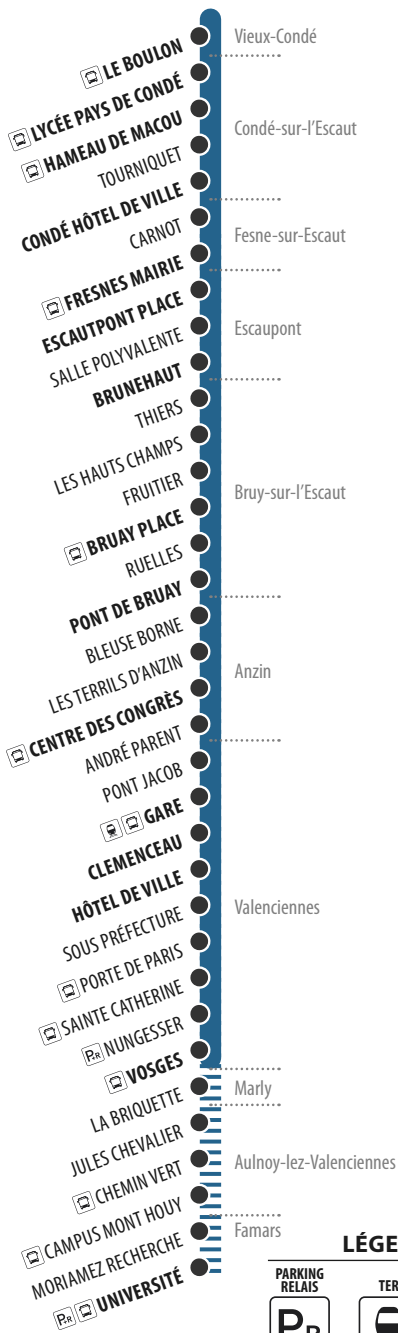 LE BOULON
Vieux-Condé
LYCÉE PAYS DE CONDÉ
HAMEAU DE MACOU
TOURNIQUET
CONDÉ HÔTEL DE VILLE
Condé-sur-l'Escaut
CARNOT
FRESNES MAIRIE
Fesne-sur-Escaut
ESCAUTPONT PLACE
SALLE POLYVALENTE
BRUNEHAUT
Escaupont
THIERS
LES HAUTS CHAMPS
FRUITIER
BRUAY PLACE
RUELLES
PONT DE BRUAY
Bruy-sur-l'Escaut
BLEUSE BORNE
LES TERRILS D'ANZIN
CENTRE DES CONGRÈS
ANDRÉ PARENT
Anzin
PONT JACOB
GARE
CLEMENCEAU
HÔTEL DE VILLE
SOUS PRÉFECTURE
PORTE DE PARIS
SAINTE CATHERINE
P+R NUNGESSER
VOSGES
Valenciennes
LA BRIQUETTE
Marly
JULES CHEVALIER
CHEMIN VERT
CAMPUS MONT HOUY
Aulnoy-lez-Valenciennes
MORIAMEZ RECHERCHE
P+R UNIVERSITÉ
Famars
LÉGE
PARKING
RELAIS
TER
P+R